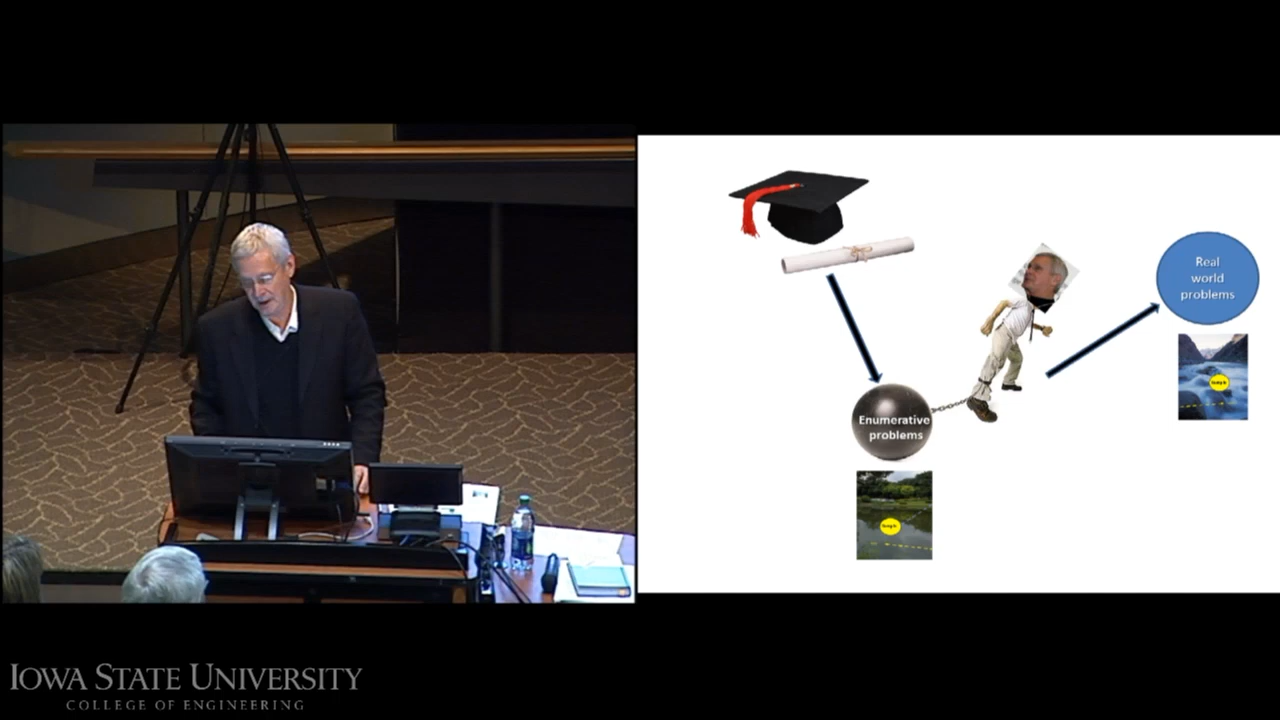 Real
world
problems
Enumerative
problems
IOWA STATE UNIVERSITY
COLLEGE OF ENGINEERING